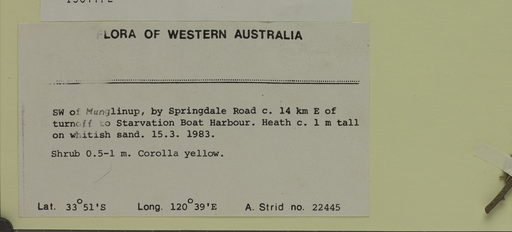 FLORA OF WESTERN AUSTRALIA
SW of Munglinup, by Springdale Road c. 14 km E of
turnoff to Starvation Boat Harbour. Heath c. 1 m tall
on whitish sand. 15.3. 1983.
Shrub 0.5-1 m. Corolla yellow.
Lat. 33°51'S Long. 120°39'E A. Strid no. 22445